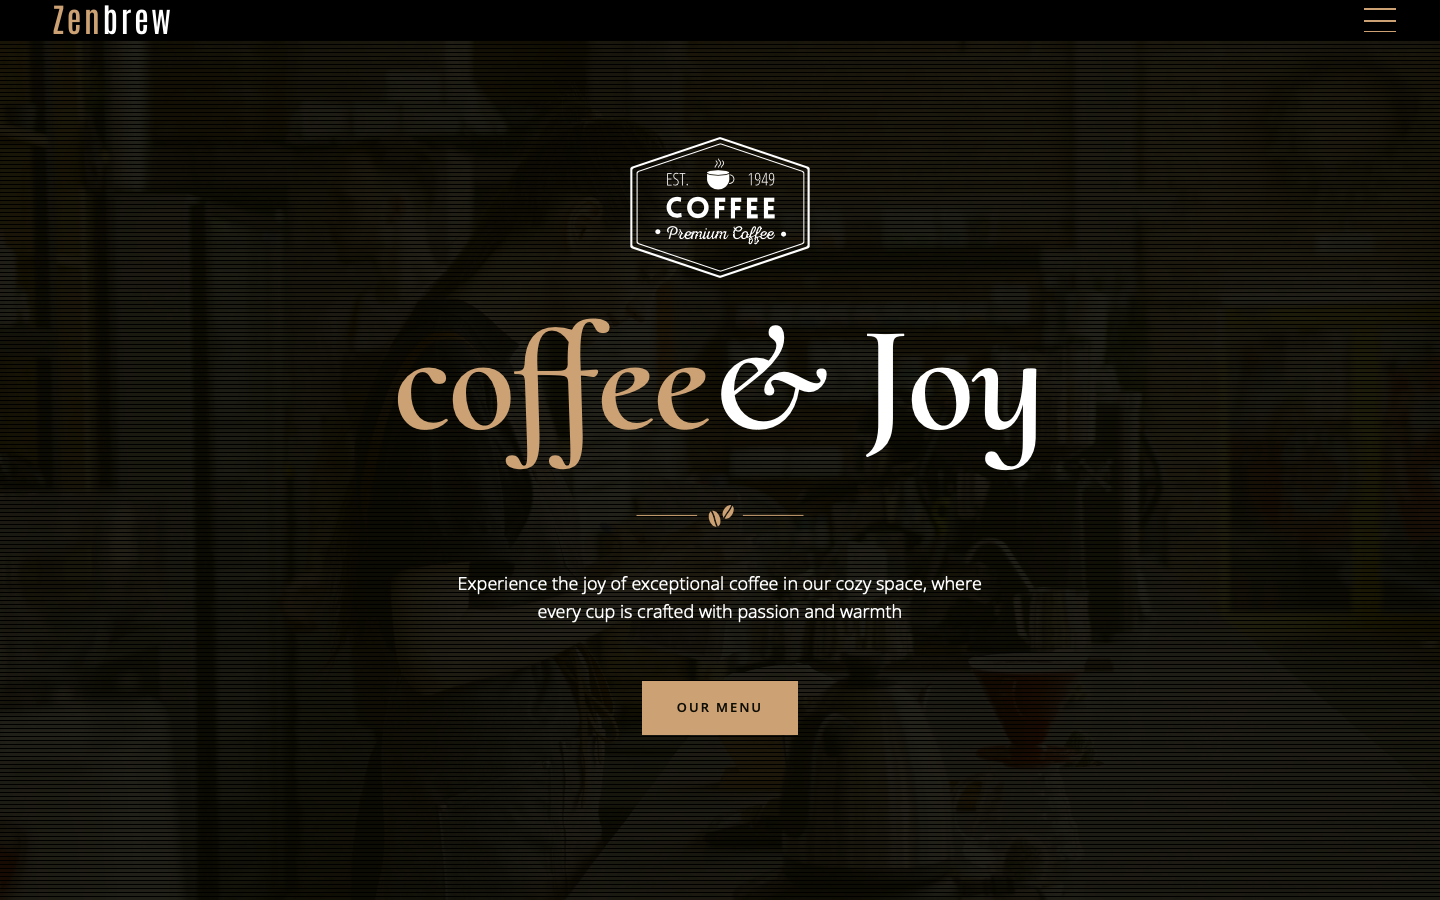 Zenbrew
EST. 1949
COFFEE
• Premium Coffee •
coffee & Joy
Experience the joy of exceptional coffee in our cozy space, where
every cup is crafted with passion and warmth
OUR MENU